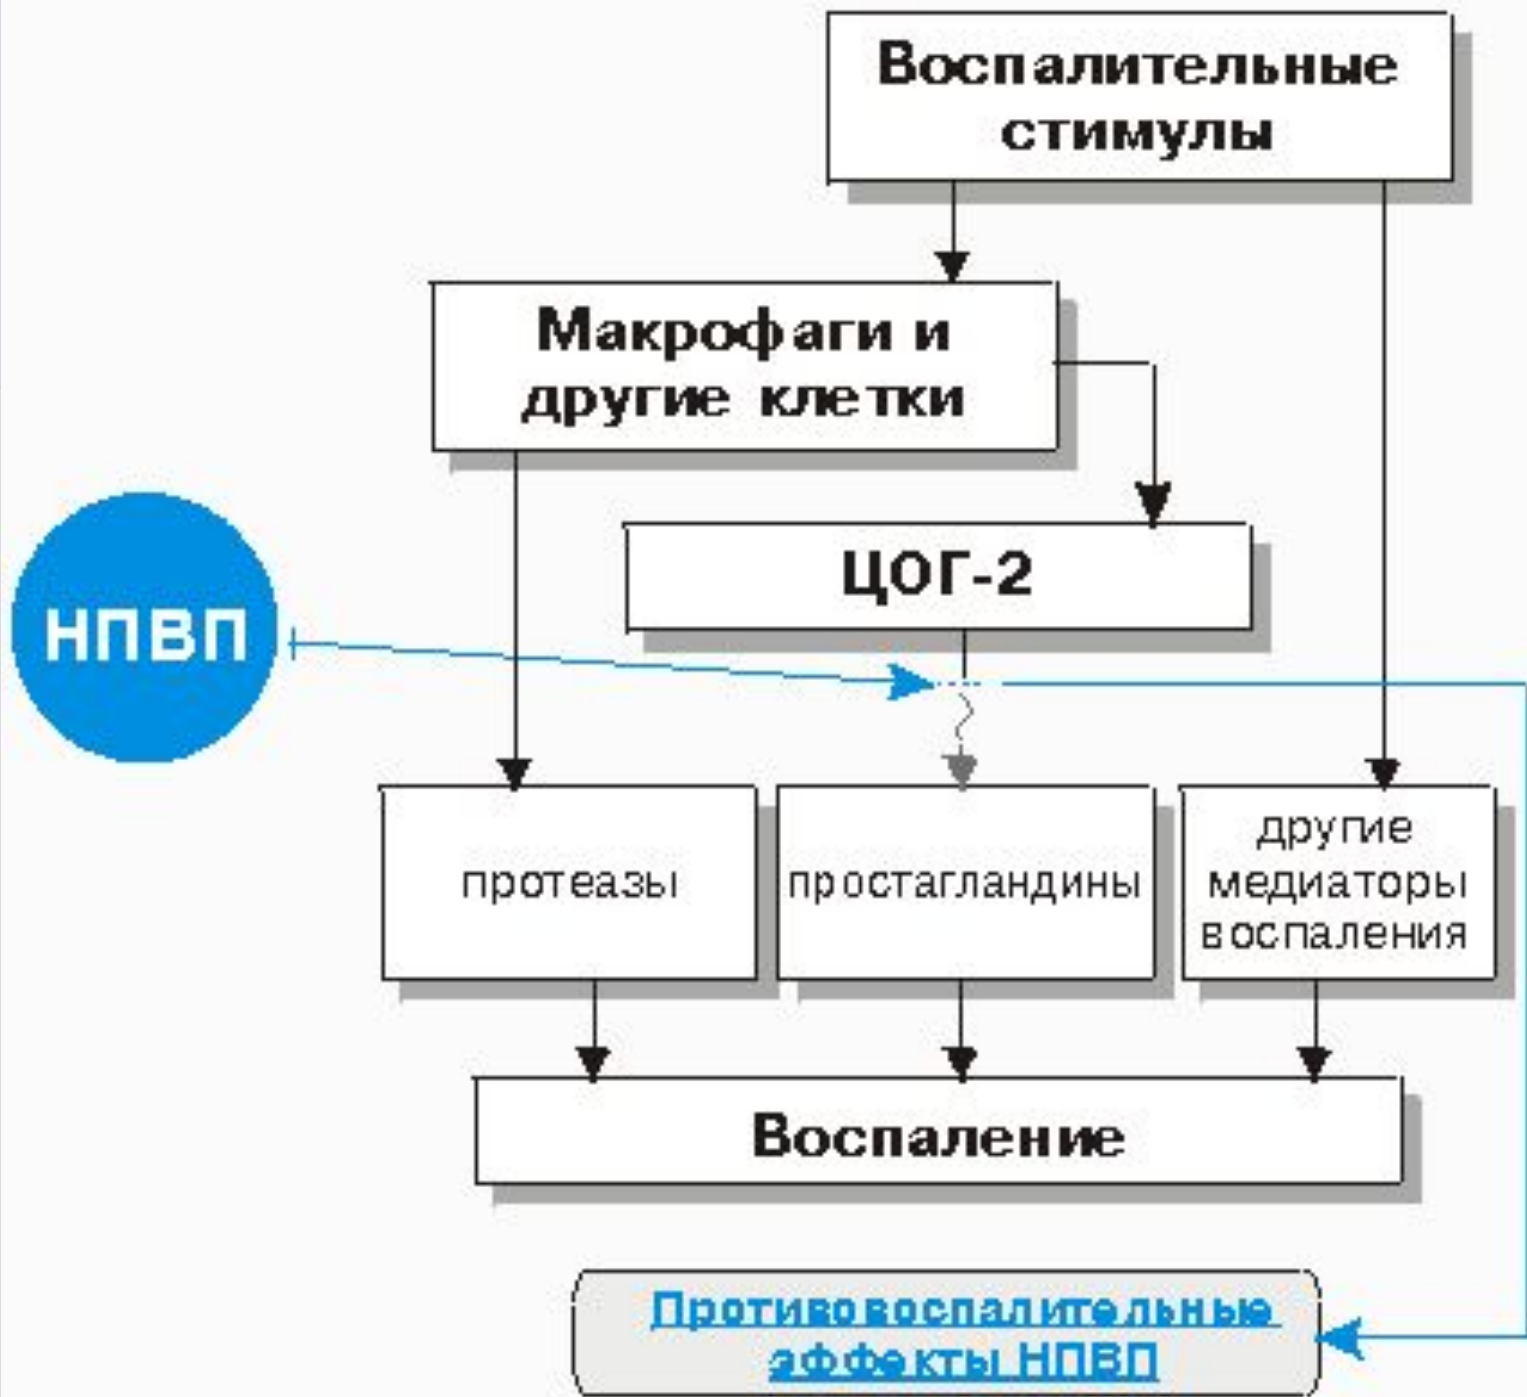 Воспалительные
стимулы
Макрофаги и
другие клетки
ЦОГ-2
НПВП
протеазы
простагландины
другие
медиаторы
воспаления
Воспаление
Противовоспалительные
эффекты НПВП